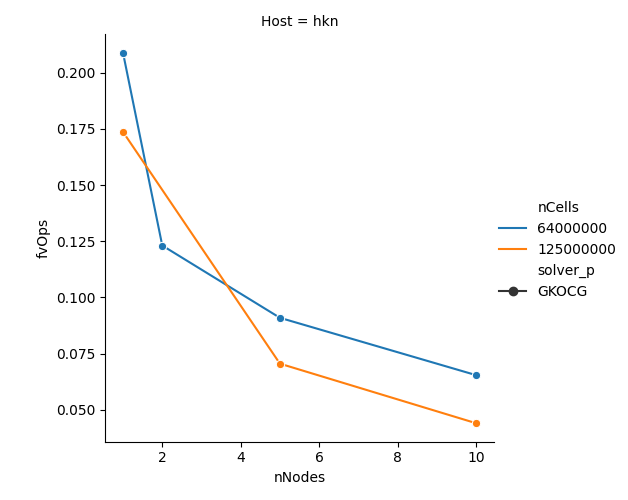 Host = hkn
0.200
0.175
0.150
0.125
0.100
0.075
0.050
fvOps
2
4
6
8
10
nNodes
nCells
64000000
125000000
solver_p
GKOCG